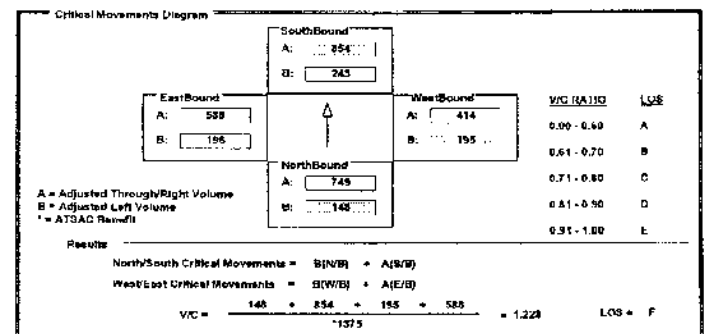 Critical Movements Diagram
SouthBound
A: 854
B: 243
EastBound
A: 588
B: 196
WestBound
A: 414
B: 195
NorthBound
A: 749
B: 148
V/C RATIO LOS
0.00 - 0.60 A
0.61 - 0.70 B
0.71 - 0.80 C
0.81 - 0.90 D
0.91 - 1.00 E
A = Adjusted Through/Right Volume
B = Adjusted Left Volume
* = ATSAC Benefit
Results
North/South Critical Movements = B(N/B) + A(S/B)
West/East Critical Movements = B(W/B) + A(E/B)
V/C = 148 + 854 + 195 + 588 = 1.228 LOS = F
*1375